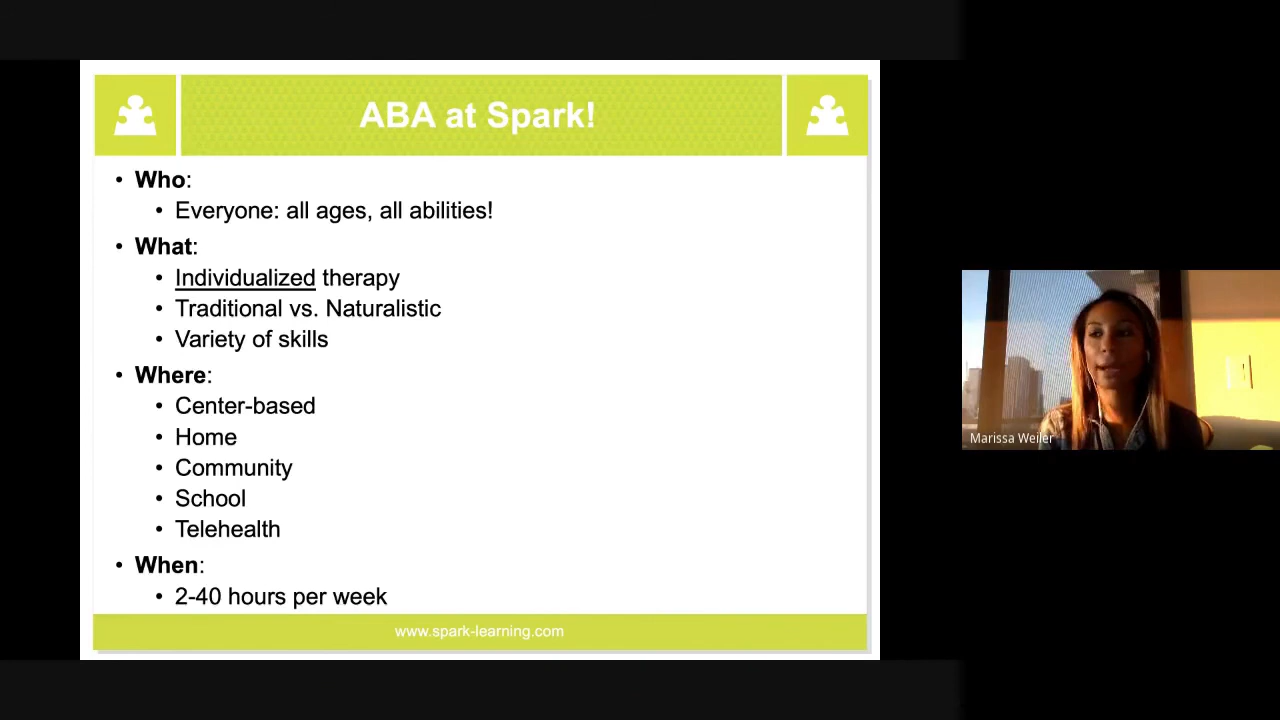 ABA at Spark!
• Who:
• Everyone: all ages, all abilities!
• What:
• Individualized therapy
• Traditional vs. Naturalistic
• Variety of skills
• Where:
• Center-based
• Home
• Community
• School
• Telehealth
• When:
• 2-40 hours per week
www.spark-learning.com
Marissa Weiler